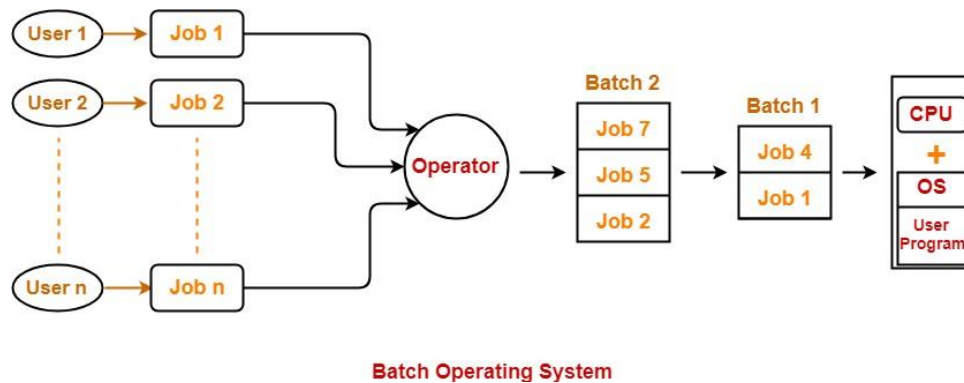 User 1
Job 1
User 2
Job 2
User n
Job n
Operator
Batch 2
Job 7
Job 5
Job 2
Batch 1
Job 4
Job 1
CPU
+
OS
User
Program
Batch Operating System